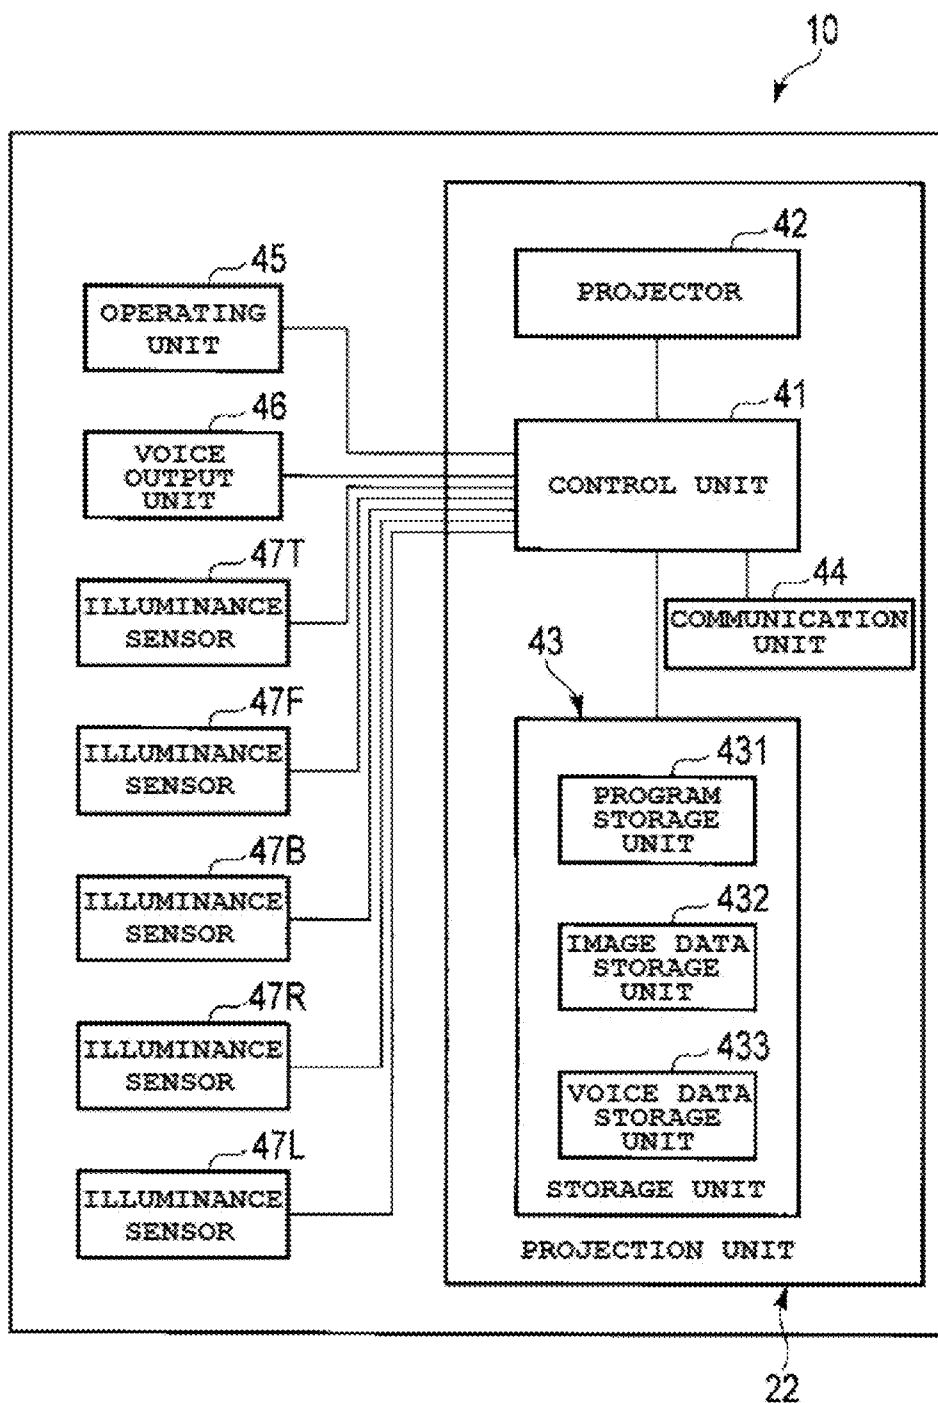 10
42
PROJECTOR
45
OPERATING
UNIT
41
CONTROL UNIT
46
VOICE
OUTPUT
UNIT
47T
ILLUMINANCE
SENSOR
44
COMMUNICATION
UNIT
43
47F
ILLUMINANCE
SENSOR
431
PROGRAM
STORAGE
UNIT
47B
ILLUMINANCE
SENSOR
432
IMAGE DATA
STORAGE
UNIT
47R
ILLUMINANCE
SENSOR
433
VOICE DATA
STORAGE
UNIT
47L
ILLUMINANCE
SENSOR
STORAGE UNIT
PROJECTION UNIT
22